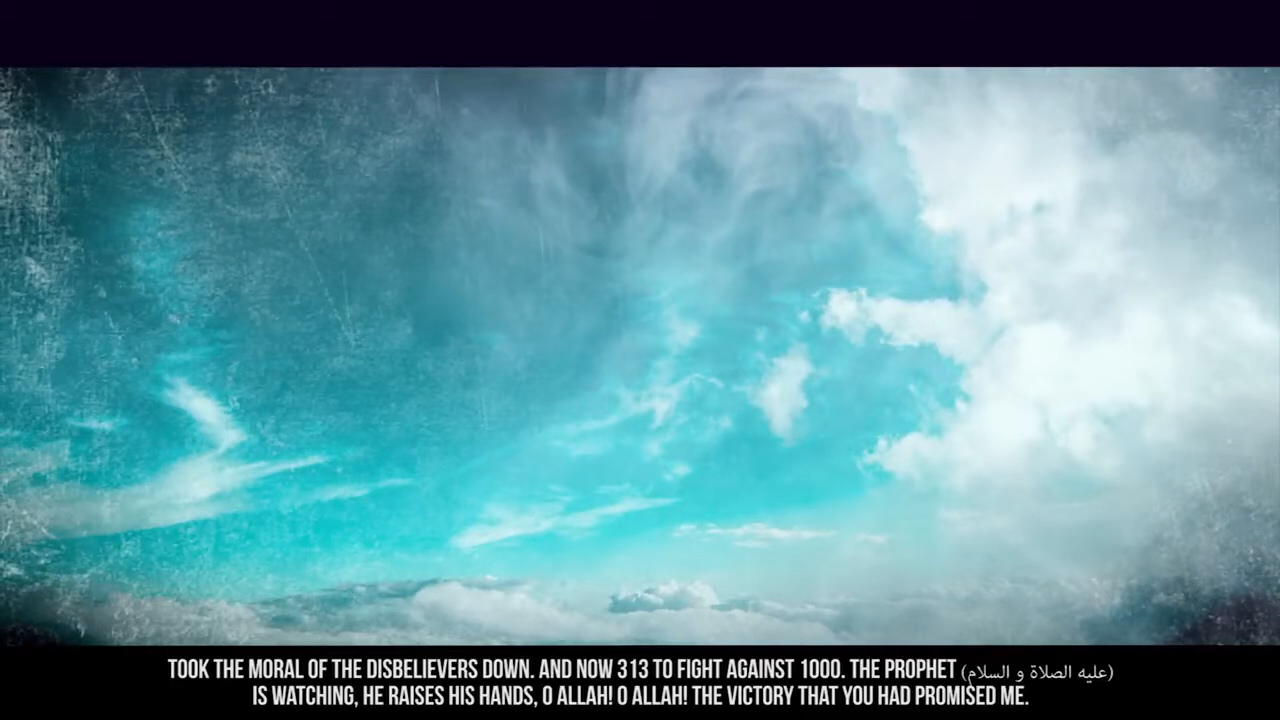 TOOK THE MORAL OF THE DISBELIEVERS DOWN. AND NOW 313 TO FIGHT AGAINST 1000. THE PROPHET (عليه الصلاة و السلام)
IS WATCHING, HE RAISES HIS HANDS, O ALLAH! O ALLAH! THE VICTORY THAT YOU HAD PROMISED ME.